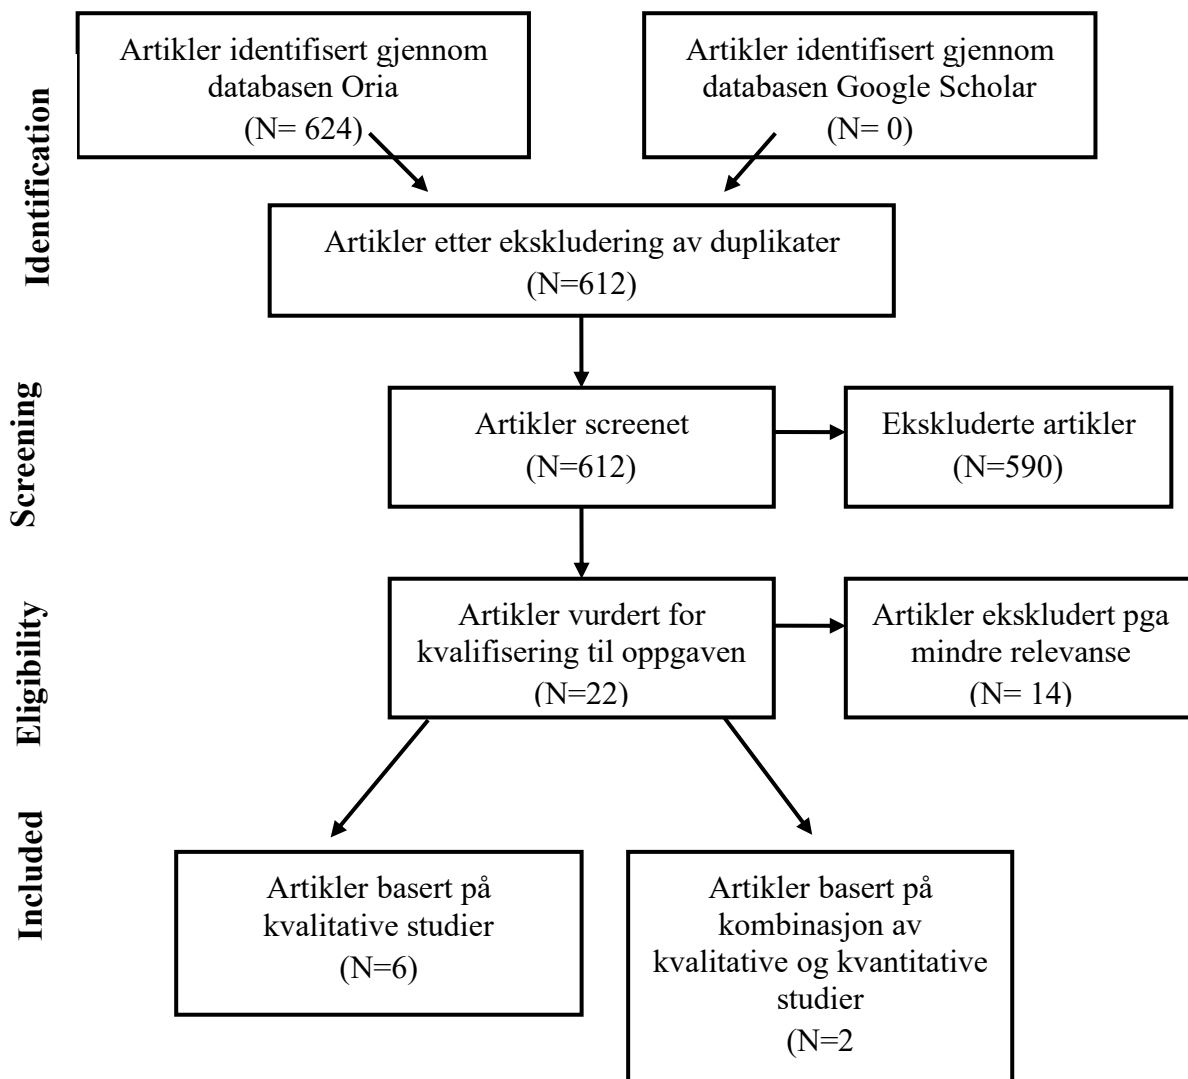 Identification
Artikler identifisert gjennom
databasen Oria
(N= 624)
Artikler identifisert gjennom
databasen Google Scholar
(N= 0)
Artikler etter ekskludering av duplikater
(N=612)
Screening
Artikler screenet
(N=612)
Ekskluderte artikler
(N=590)
Eligibility
Artikler vurdert for
kvalifisering til oppgaven
(N=22)
Artikler ekskludert pga
mindre relevanse
(N= 14)
Included
Artikler basert på
kvalitative studier
(N=6)
Artikler basert på
kombinasjon av
kvalitative og kvantitative
studier
(N=2